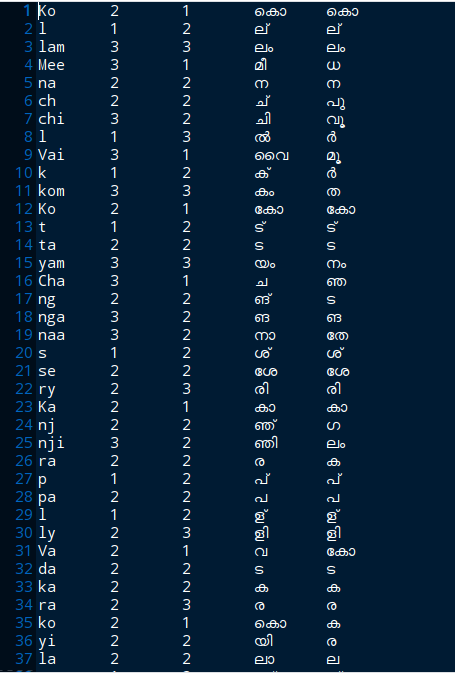 1 Ko 2 1 കൊ കൊ
2 l 1 2 ല് ല്
3 lam 3 3 ലം ലം
4 Mee 3 1 മീ ധ
5 na 2 2 ന ന
6 ch 2 2 ച് പു
7 chi 3 2 ചി വൂ
8 l 1 3 ൽ ർ
9 Vai 3 1 വൈ മൂ
10 k 1 2 ക് ർ
11 kom 3 3 കം ത
12 Ko 2 1 കോ കോ
13 t 1 2 ട് ട്
14 ta 2 2 ട ട
15 yam 3 3 യം നം
16 Cha 3 1 ച ഞ
17 ng 2 2 ങ് ട
18 nga 3 2 ങ ങ
19 naa 3 2 നാ തേ
20 s 1 2 ശ് ശ്
21 se 2 2 ശേ ശേ
22 ry 2 3 രി രി
23 Ka 2 1 കാ കാ
24 nj 2 2 ഞ് ഗ
25 nji 3 2 ഞി ലം
26 ra 2 2 ര ക
27 p 1 2 പ് പ്
28 pa 2 2 പ പ
29 l 1 2 ള് ള്
30 ly 2 3 ളി ളി
31 Va 2 1 വ കോ
32 da 2 2 ട ട
33 ka 2 2 ക ക
34 ra 2 3 ര ര
35 ko 2 1 കൊ ക
36 yi 2 2 യി ര
37 la 2 2 ലാ ല